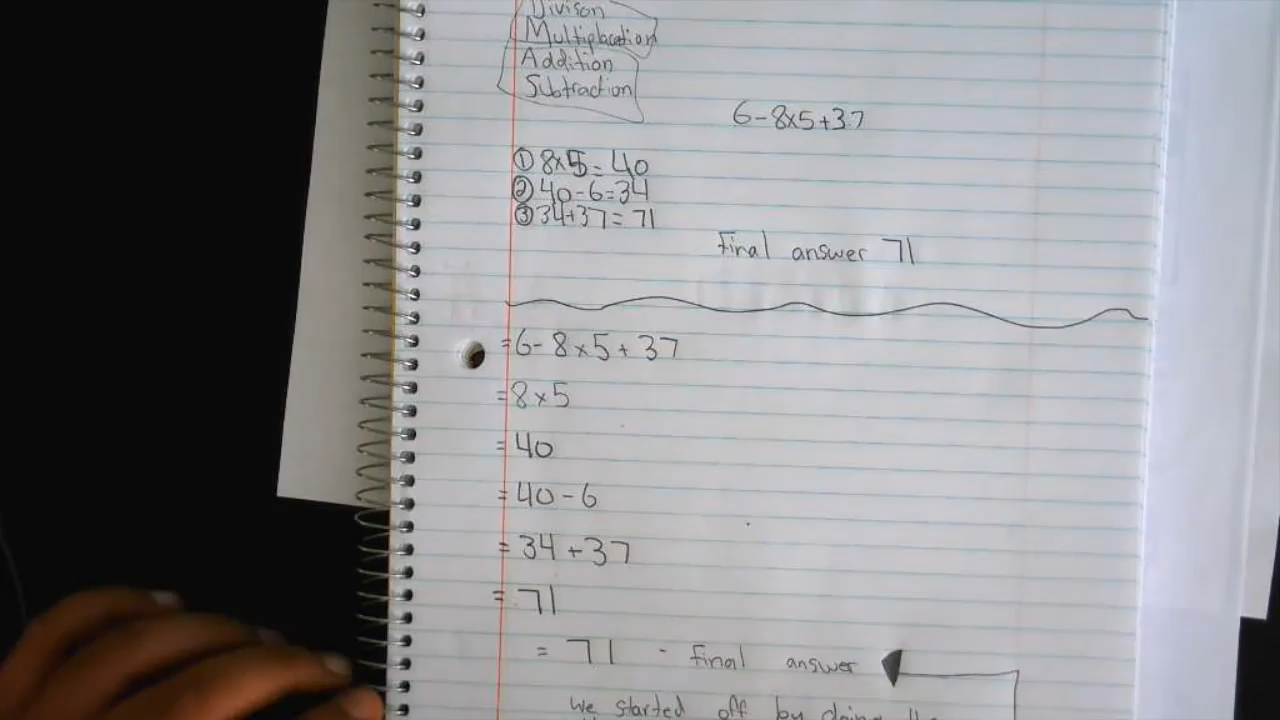 Divison
Multiplacation
Addition
Subtraction
6-8x5+37
① 8x5=40
② 40-6=34
③ 34+37=71
Final answer 71
=6-8x5+37
=8x5
=40
=40-6
=34+37
=71
=71 - Final answer
we started off by doing the